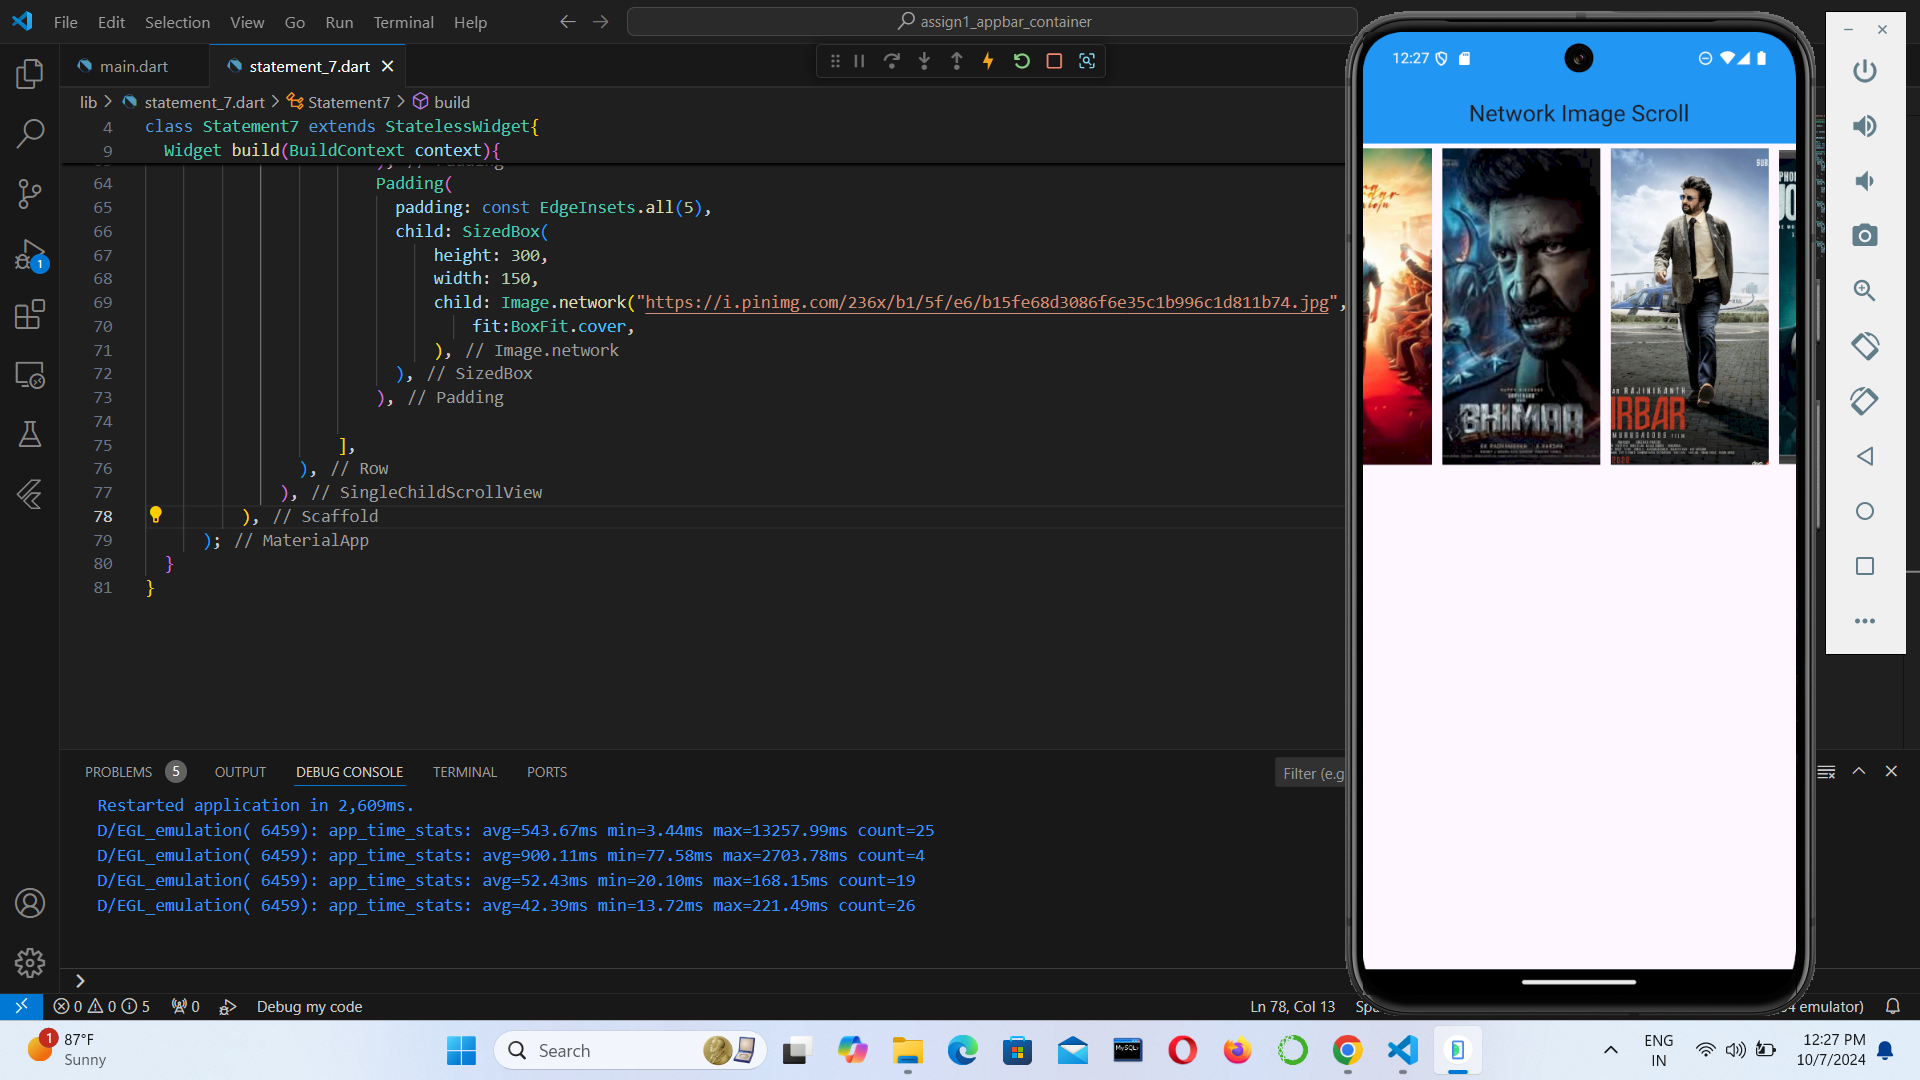 File Edit Selection View Go Run Terminal Help
assign1_appbar_container
main.dart
statement_7.dart
lib > statement_7.dart > Statement7 > build
4 class Statement7 extends StatelessWidget{
9 Widget build(BuildContext context){
64 Padding(
65 padding: const EdgeInsets.all(5),
66 child: SizedBox(
67 height: 300,
68 width: 150,
69 child: Image.network("https://i.pinimg.com/236x/b1/5f/e6/b15fe68d3086f6e35c1b996c1d811b74.jpg",
70 fit:BoxFit.cover,
71 ), // Image.network
72 ), // SizedBox
73 ), // Padding
74
75 ],
76 ), // Row
77 ), // SingleChildScrollView
78 ), // Scaffold
79 ); // MaterialApp
80 }
81 }
PROBLEMS 5 OUTPUT DEBUG CONSOLE TERMINAL PORTS
Filter (e.g
Restarted application in 2,609ms.
D/EGL_emulation( 6459): app_time_stats: avg=543.67ms min=3.44ms max=13257.99ms count=25
D/EGL_emulation( 6459): app_time_stats: avg=900.11ms min=77.58ms max=2703.78ms count=4
D/EGL_emulation( 6459): app_time_stats: avg=52.43ms min=20.10ms max=168.15ms count=19
D/EGL_emulation( 6459): app_time_stats: avg=42.39ms min=13.72ms max=221.49ms count=26
0 0 5 0 Debug my code
Ln 78, Col 13
emulator)
12:27
Network Image Scroll
BHIMAA
SUB
RAJINIKANTH
RBAR
1
1
87°F
Sunny
Search
MySQL
ENG
IN
12:27 PM
10/7/2024